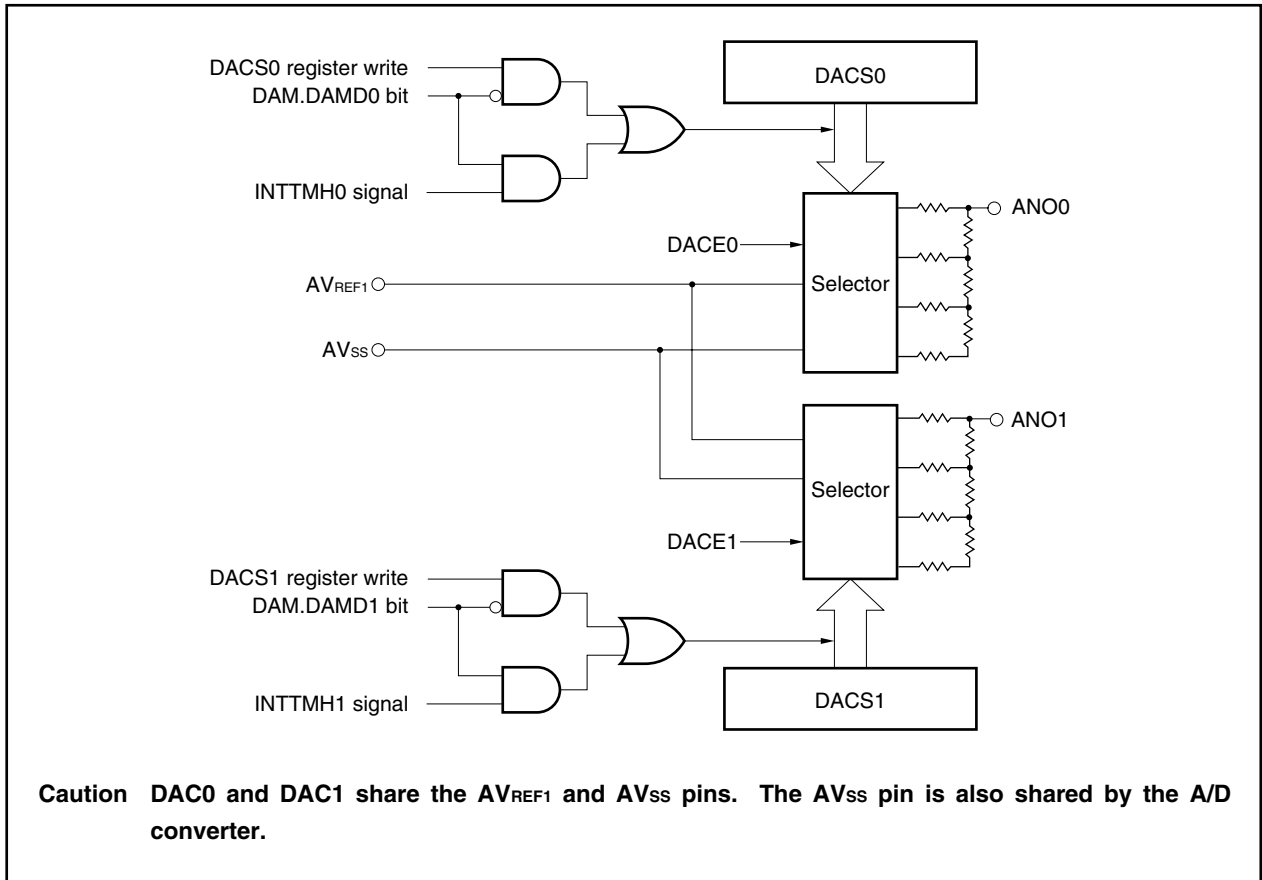 DACS0 register write
DAM.DAMD0 bit
INTTMH0 signal
DACS0
DACE0
Selector
ANO0
AVREF1
AVSS
Selector
ANO1
DACE1
DACS1 register write
DAM.DAMD1 bit
INTTMH1 signal
DACS1
Caution DAC0 and DAC1 share the AVREF1 and AVSS pins. The AVSS pin is also shared by the A/D
converter.